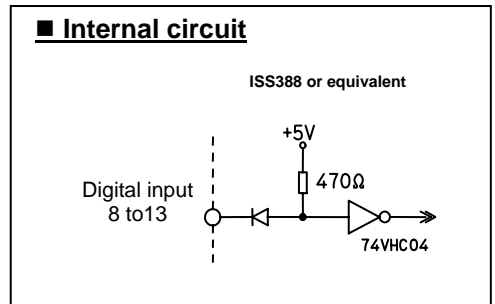 ■ Internal circuit
ISS388 or equivalent
+5V
470Ω
Digital input
8 to13
74VHC04